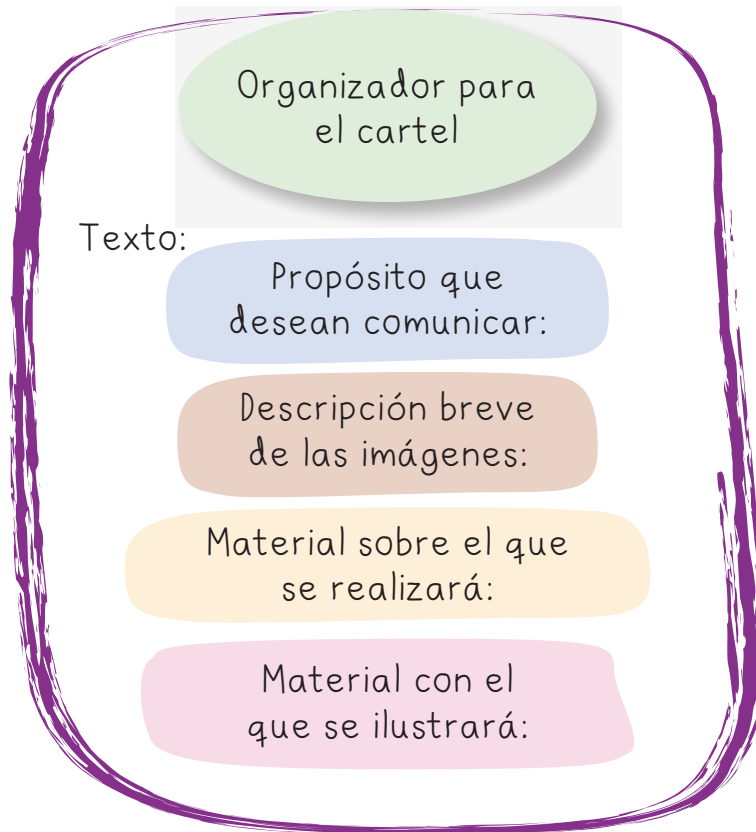 Organizador para
el cartel
Texto:
Propósito que
desean comunicar:
Descripción breve
de las imágenes:
Material sobre el que
se realizará:
Material con el
que se ilustrará: